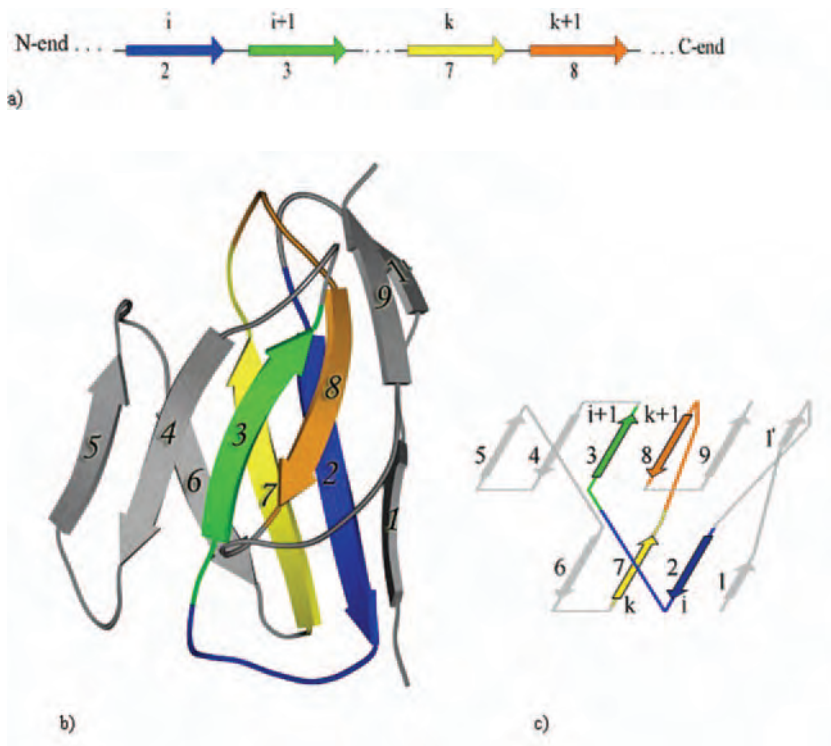 i i+1 k k+1
N-end . . . . . . . . . C-end
2 3 7 8
a)
9
5 4 3 8
6 7 2
1
i+1 k+1 1'
5 4 3 8 9
6 7 2 1
k i
b) c)